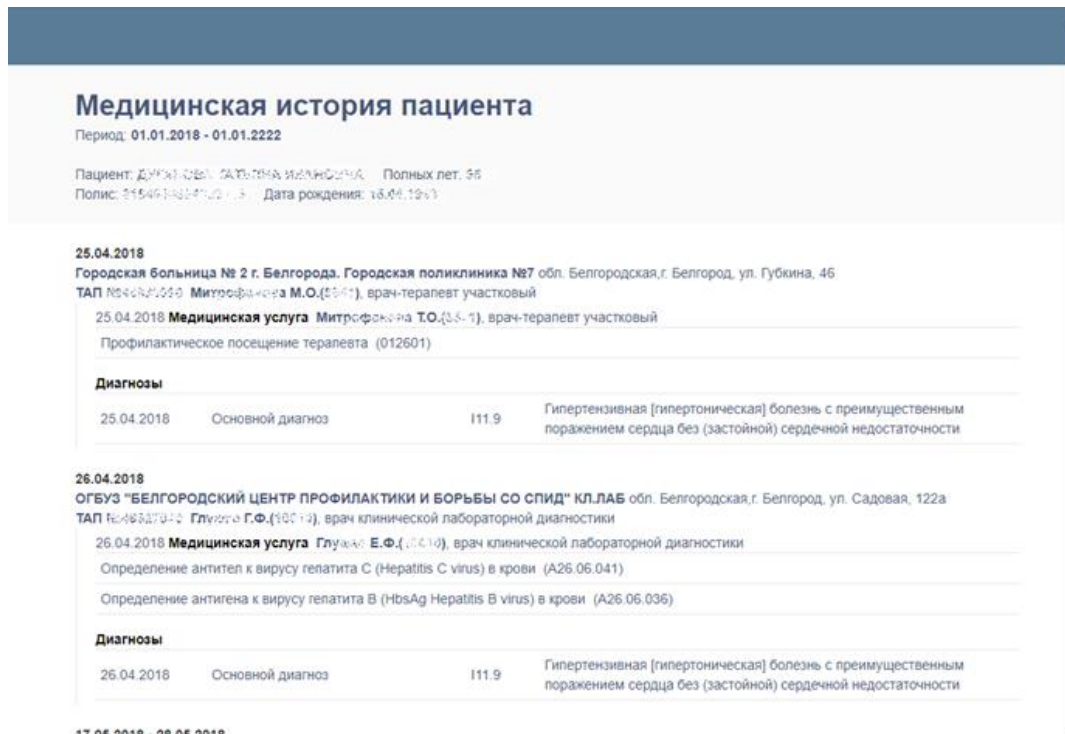 Медицинская история пациента
Период: 01.01.2018 - 01.01.2222
Пациент: Полных лет:
Полис: Дата рождения:
25.04.2018
Городская больница № 2 г. Белгорода. Городская поликлиника №7 обл. Белгородская,г. Белгород, ул. Губкина, 46
ТАП М.О. врач-терапевт участковый
25.04.2018 Медицинская услуга Т.О. врач-терапевт участковый
Профилактическое посещение терапевта (012601)
Диагнозы
25.04.2018 Основной диагноз I11.9 Гипертензивная [гипертоническая] болезнь с преимущественным
поражением сердца без (застойной) сердечной недостаточности
26.04.2018
ОГБУЗ "БЕЛГОРОДСКИЙ ЦЕНТР ПРОФИЛАКТИКИ И БОРЬБЫ СО СПИД" КЛ.ЛАБ обл. Белгородская,г. Белгород, ул. Садовая, 122а
ТАП Г.Ф. врач клинической лабораторной диагностики
26.04.2018 Медицинская услуга Е.Ф. врач клинической лабораторной диагностики
Определение антител к вирусу гепатита С (Hepatitis C virus) в крови (A26.06.041)
Определение антигена к вирусу гепатита В (HbsAg Hepatitis B virus) в крови (A26.06.036)
Диагнозы
26.04.2018 Основной диагноз I11.9 Гипертензивная [гипертоническая] болезнь с преимущественным
поражением сердца без (застойной) сердечной недостаточности